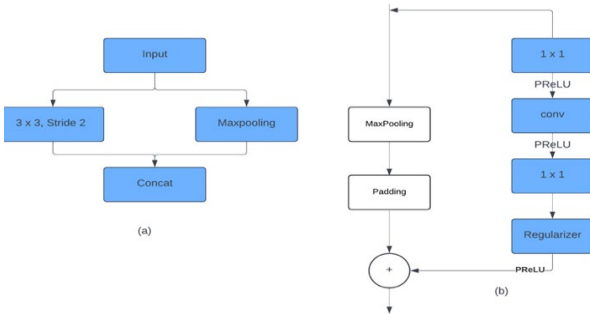 Input
3 x 3, Stride 2
Maxpooling
Concat
(a)
1 x 1
PReLU
conv
PReLU
1 x 1
Regularizer
PReLU
MaxPooling
Padding
+
(b)